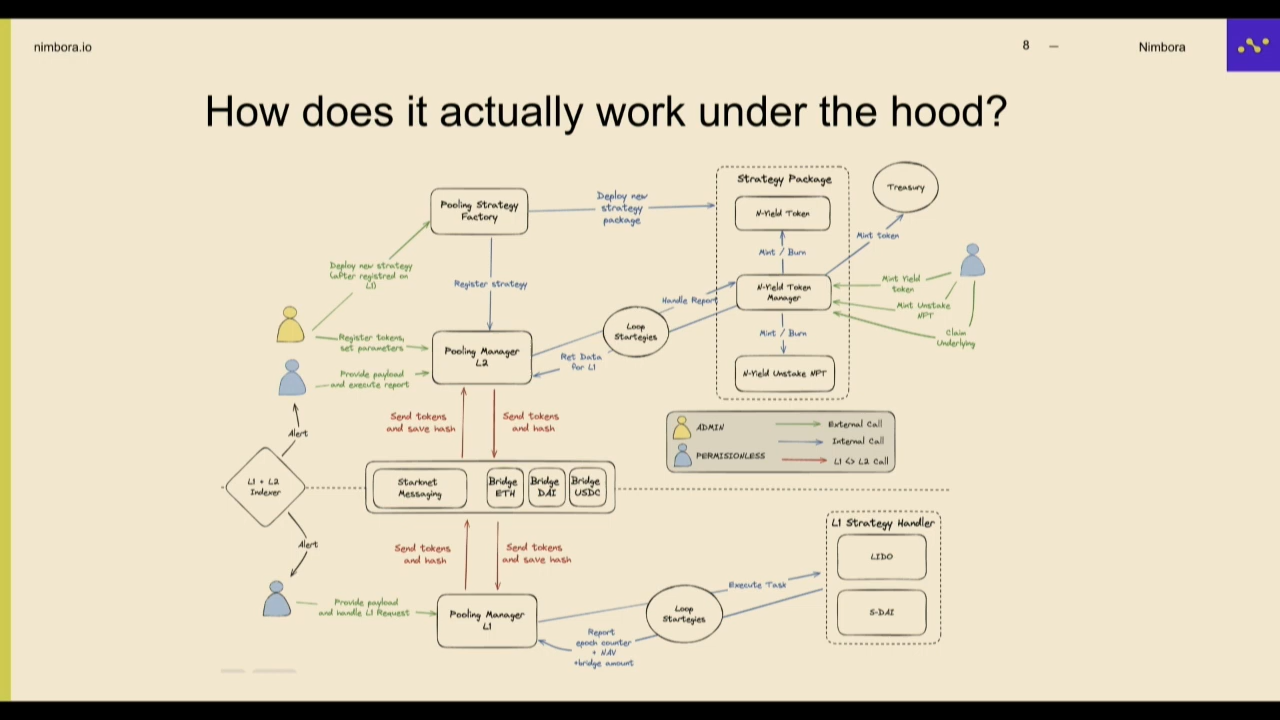 nimbora.io
8 —
Nimbora
How does it actually work under the hood?
Pooling Strategy
Factory
Deploy new
strategy
package
Strategy Package
N-Yield Token
Treasury
Mint / Burn
Mint token
Deploy new strategy
(after registred on
L1)
Register strategy
Handle Report
N-Yield Token
Manager
Mint Yield
token
Mint Unstake
NFT
Claim
Underlying
Loop
Startegies
Register tokens,
set parameters
Pooling Manager
L2
Mint / Burn
Ret Data
for L1
Provide payload
and execute report
N-Yield Unstake NFT
Send tokens
and save hash
Send tokens
and hash
Alert
ADMIN
PERMISIONLESS
External Call
Internal Call
L1 <> L2 Call
L1 + L2
Indexer
Starknet
Messaging
Bridge
ETH
Bridge
DAI
Bridge
USDC
L1 Strategy Handler
Alert
Send tokens
and hash
Send tokens
and save hash
LIDO
Execute Task
Provide payload
and handle L1 Request
Pooling Manager
L1
Loop
Startegies
S-DAI
Report
epoch counter
+ NAV
+bridge amount